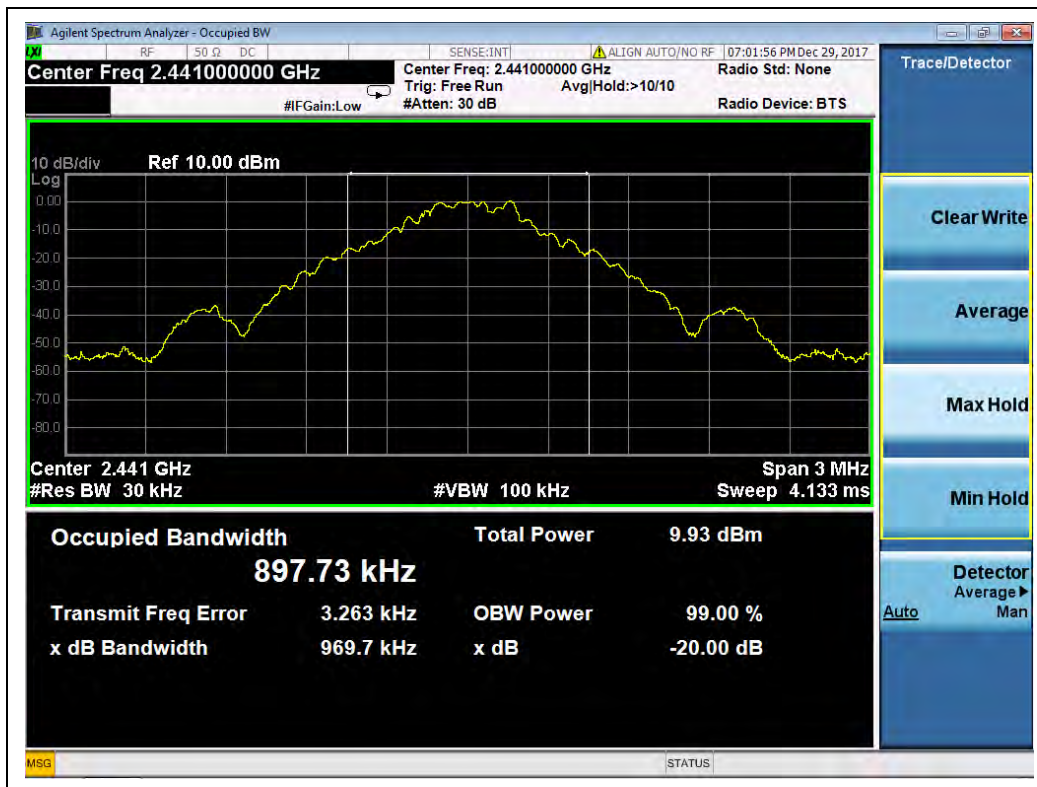 Agilent Spectrum Analyzer - Occupied BW
LXI RF 50 Ω DC SENSE:INT ALIGN AUTO/NO RF 07:01:56 PM Dec 29, 2017
Center Freq 2.441000000 GHz Center Freq: 2.441000000 GHz Radio Std: None
Trig: Free Run Avg|Hold:>10/10
#IFGain:Low #Atten: 30 dB Radio Device: BTS
Trace/Detector
10 dB/div Ref 10.00 dBm
Log
0.00
-10.0
-20.0
-30.0
-40.0
-50.0
-60.0
-70.0
-80.0
Center 2.441 GHz Span 3 MHz
#Res BW 30 kHz #VBW 100 kHz Sweep 4.133 ms
Occupied Bandwidth Total Power 9.93 dBm
897.73 kHz
Transmit Freq Error 3.263 kHz OBW Power 99.00 %
x dB Bandwidth 969.7 kHz x dB -20.00 dB
Clear Write
Average
Max Hold
Min Hold
Detector
Average▶
Auto Man
MSG STATUS